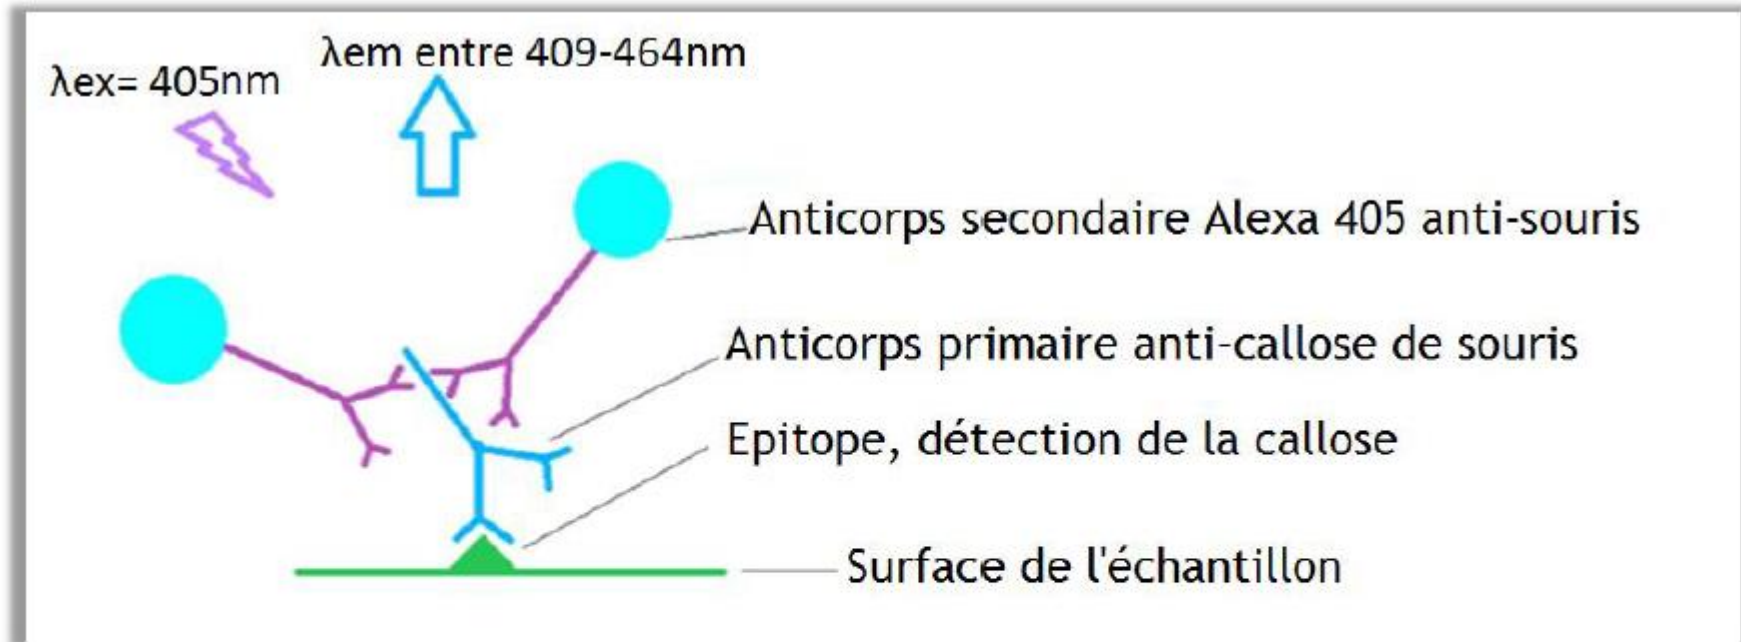 λem entre 409-464nm
λex= 405nm
Anticorps secondaire Alexa 405 anti-souris
Anticorps primaire anti-callose de souris
Epitope, détection de la callose
Surface de l'échantillon